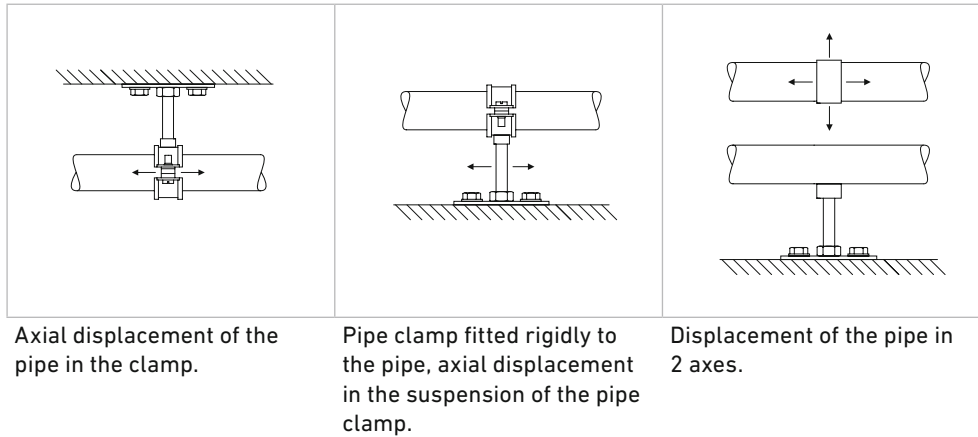 Axial displacement of the
pipe in the clamp.
Pipe clamp fitted rigidly to
the pipe, axial displacement
in the suspension of the pipe
clamp.
Displacement of the pipe in
2 axes.